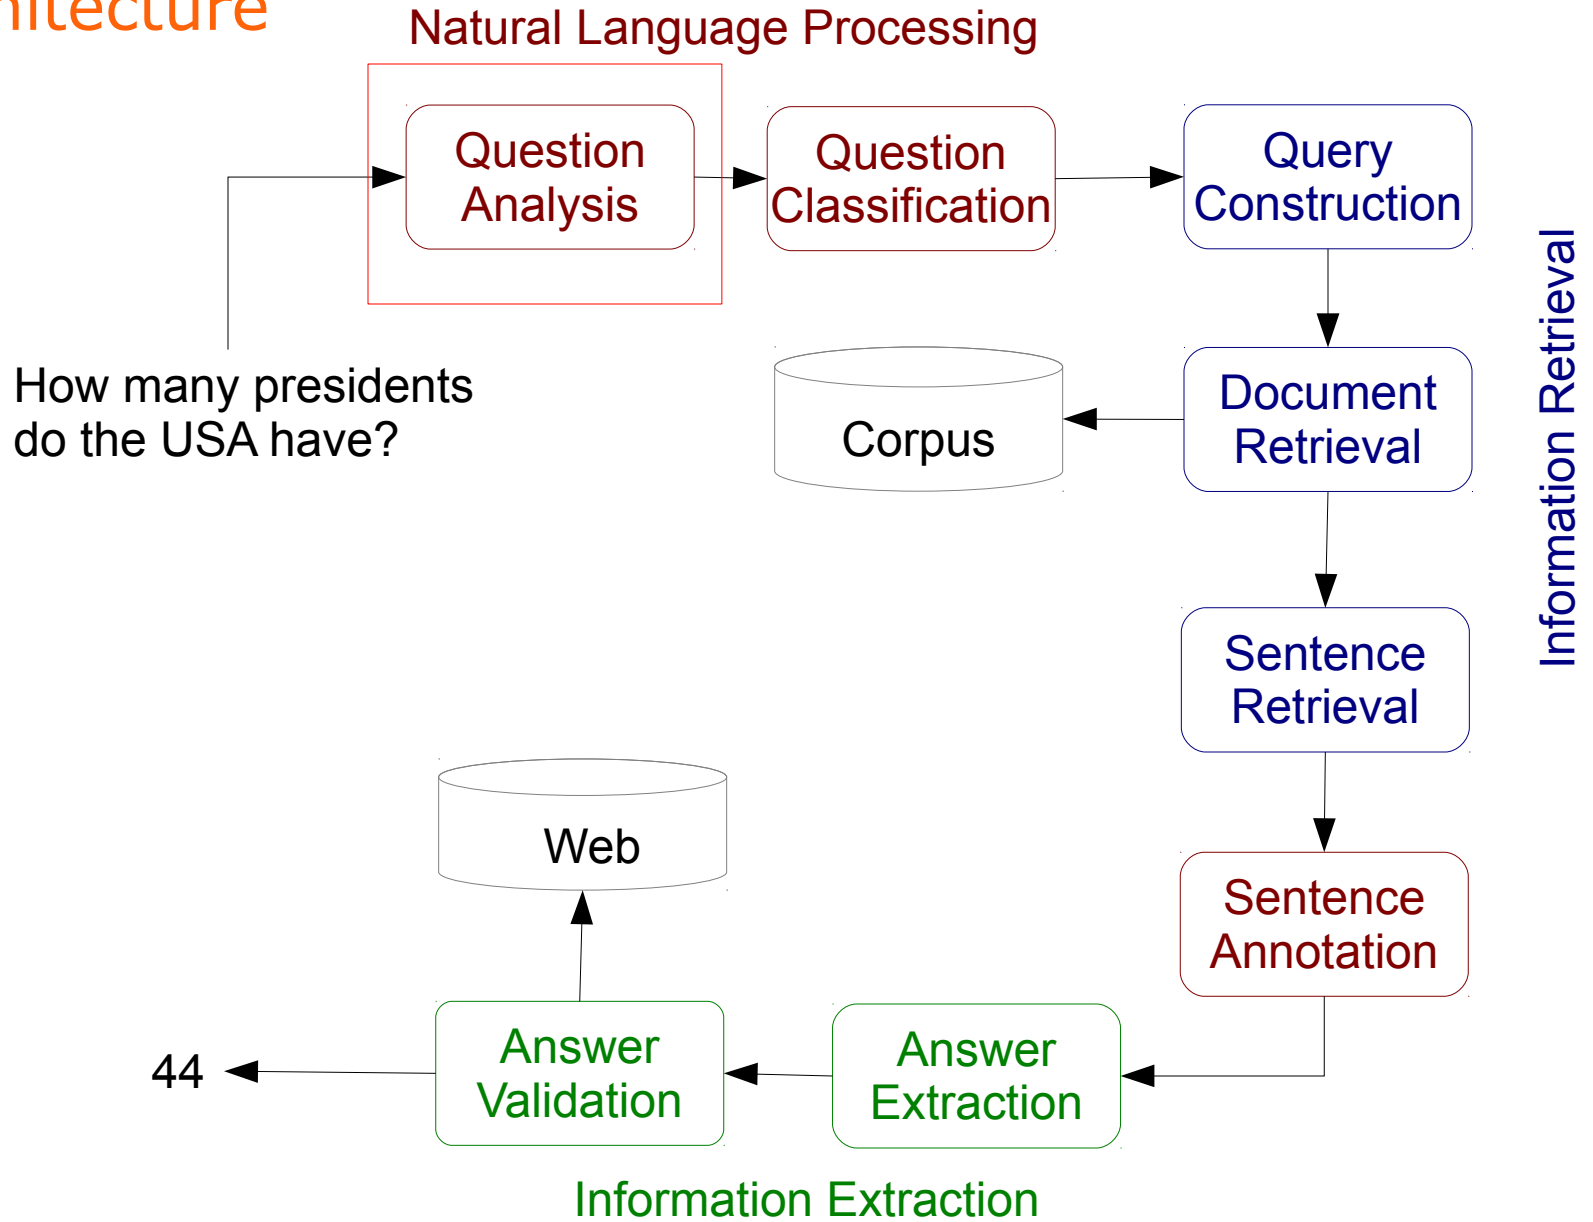 Natural Language Processing
Question
Analysis
Question
Classification
Query
Construction
How many presidents
do the USA have?
Corpus
Document
Retrieval
Information Retrieval
Sentence
Retrieval
Web
Sentence
Annotation
44
Answer
Validation
Answer
Extraction
Information Extraction